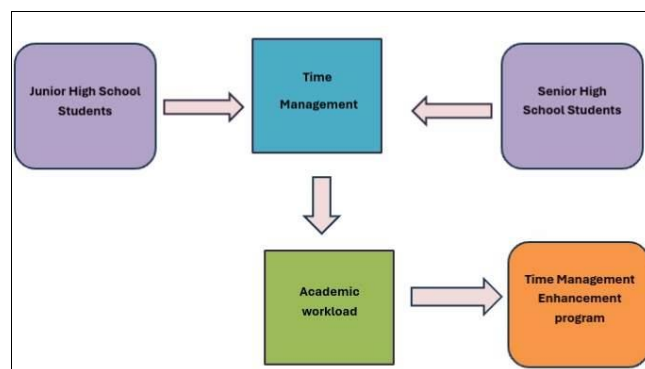 Junior High School
Students
Time
Management
Senior High
School Students
Academic
workload
Time Management
Enhancement
program